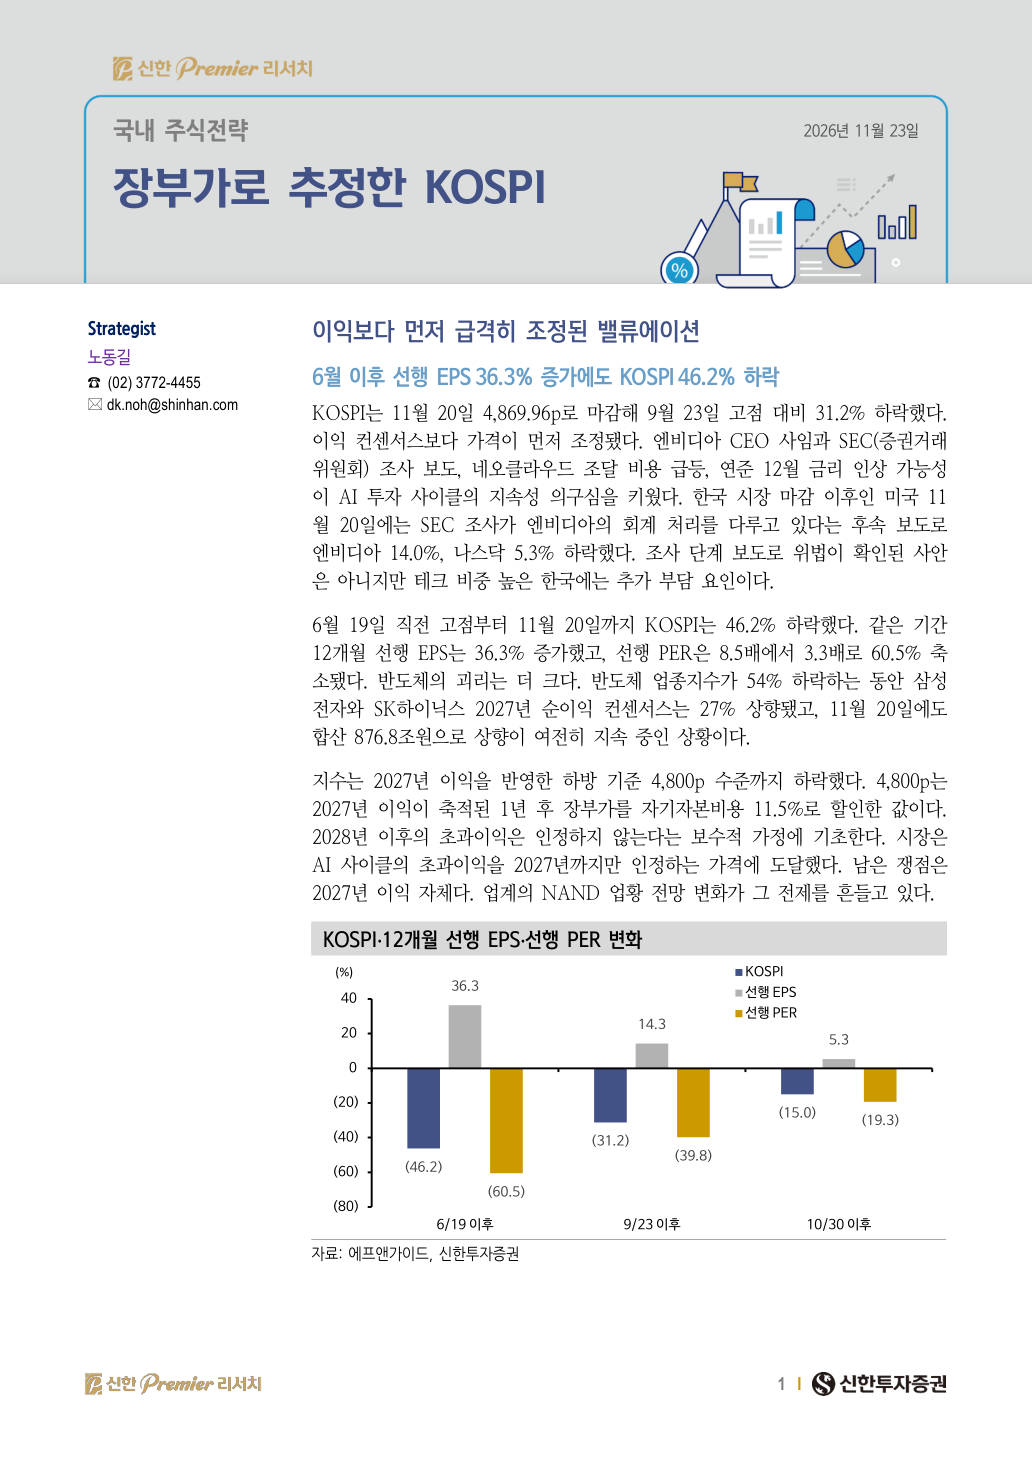 신한 Premier 리서치
국내 주식전략
2026년 11월 23일
장부가로 추정한 KOSPI
%
Strategist
노동길
☎ (02) 3772-4455
✉ dk.noh@shinhan.com
이익보다 먼저 급격히 조정된 밸류에이션
6월 이후 선행 EPS 36.3% 증가에도 KOSPI 46.2% 하락
KOSPI는 11월 20일 4,869.96p로 마감해 9월 23일 고점 대비 31.2% 하락했다.
이익 컨센서스보다 가격이 먼저 조정됐다. 엔비디아 CEO 사임과 SEC(증권거래
위원회) 조사 보도, 네오클라우드 조달 비용 급등, 연준 12월 금리 인상 가능성
이 AI 투자 사이클의 지속성 의구심을 키웠다. 한국 시장 마감 이후인 미국 11
월 20일에는 SEC 조사가 엔비디아의 회계 처리를 다루고 있다는 후속 보도로
엔비디아 14.0%, 나스닥 5.3% 하락했다. 조사 단계 보도로 위법이 확인된 사안
은 아니지만 테크 비중 높은 한국에는 추가 부담 요인이다.
6월 19일 직전 고점부터 11월 20일까지 KOSPI는 46.2% 하락했다. 같은 기간
12개월 선행 EPS는 36.3% 증가했고, 선행 PER은 8.5배에서 3.3배로 60.5% 축
소됐다. 반도체의 괴리는 더 크다. 반도체 업종지수가 54% 하락하는 동안 삼성
전자와 SK하이닉스 2027년 순이익 컨센서스는 27% 상향됐고, 11월 20일에도
합산 876.8조원으로 상향이 여전히 지속 중인 상황이다.
지수는 2027년 이익을 반영한 하방 기준 4,800p 수준까지 하락했다. 4,800p는
2027년 이익이 축적된 1년 후 장부가를 자기자본비용 11.5%로 할인한 값이다.
2028년 이후의 초과이익은 인정하지 않는다는 보수적 가정에 기초한다. 시장은
AI 사이클의 초과이익을 2027년까지만 인정하는 가격에 도달했다. 남은 쟁점은
2027년 이익 자체다. 업계의 NAND 업황 전망 변화가 그 전제를 흔들고 있다.
KOSPI·12개월 선행 EPS·선행 PER 변화
(%)
KOSPI
선행 EPS
선행 PER
40
20
0
(20)
(40)
(60)
(80)
36.3
14.3
5.3
(46.2)
(60.5)
(31.2)
(39.8)
(15.0)
(19.3)
6/19 이후
9/23 이후
10/30 이후
자료: 에프앤가이드, 신한투자증권
신한 Premier 리서치
1 | 신한투자증권